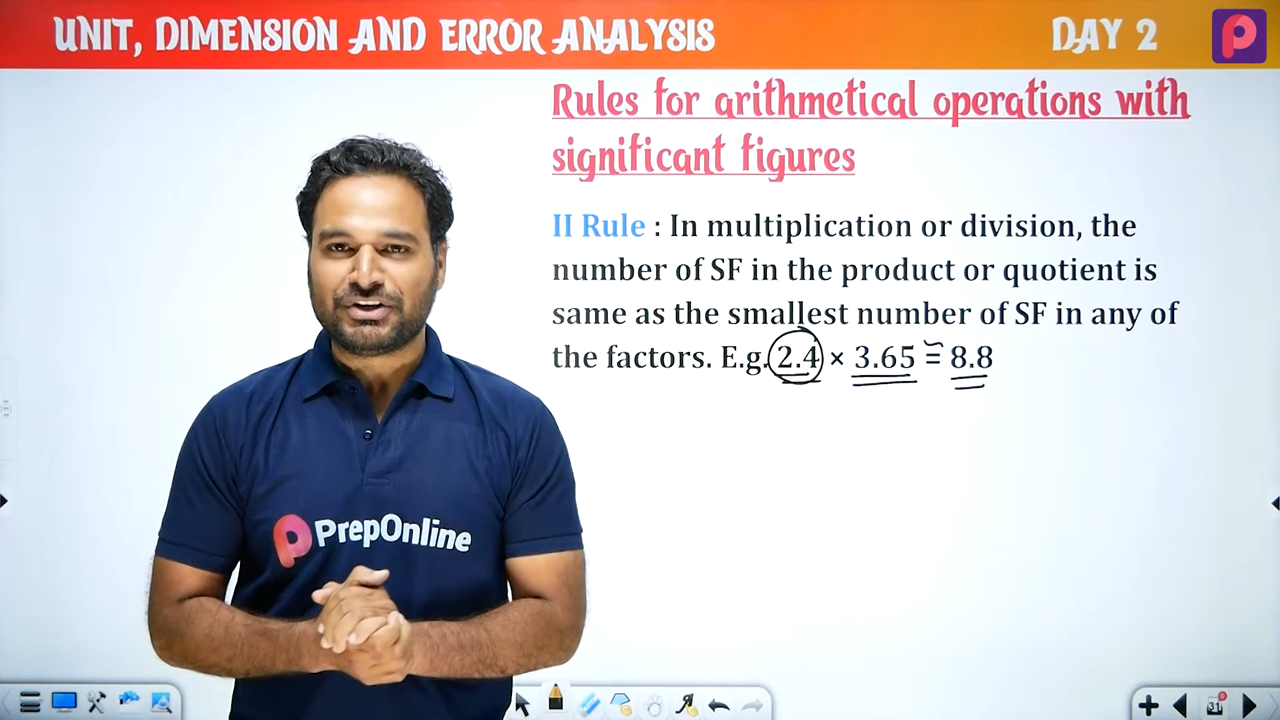 UNIT, DIMENSION AND ERROR ANALYSIS DAY 2
Rules for arithmetical operations with
significant figures
II Rule : In multiplication or division, the
number of SF in the product or quotient is
same as the smallest number of SF in any of
the factors. E.g. 2.4 × 3.65 = 8.8
PrepOnline
31